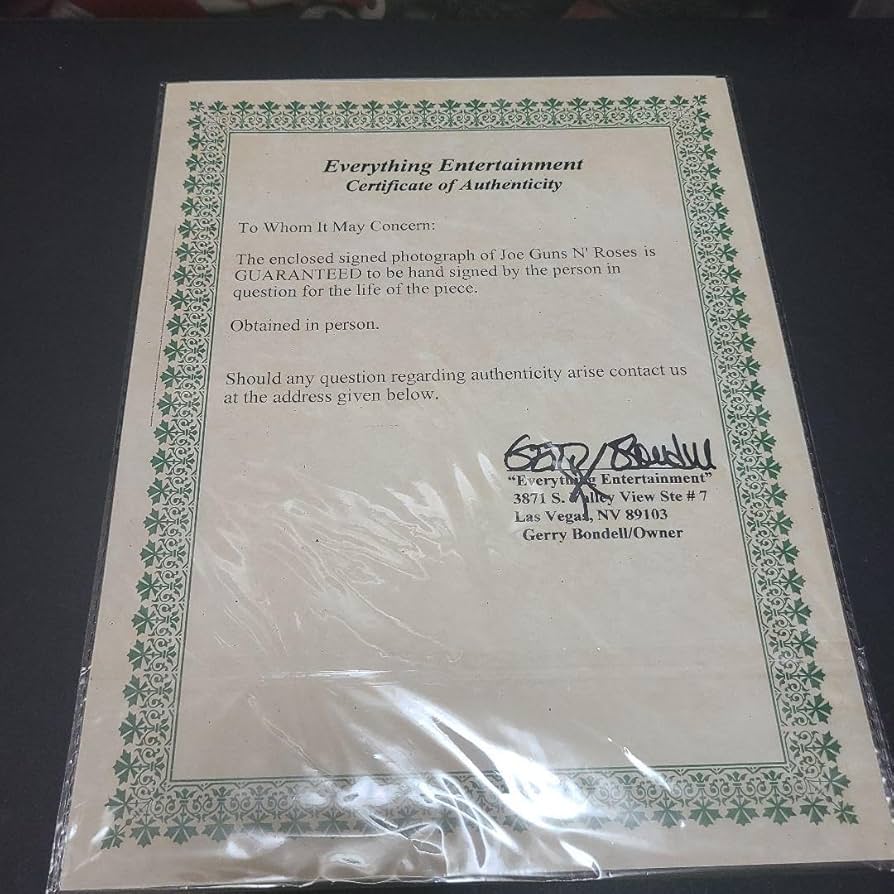 Everything Entertainment
Certificate of Authenticity
To Whom It May Concern:
The enclosed signed photograph of Joe Guns N' Roses is
GUARANTEED to be hand signed by the person in
question for the life of the piece.
Obtained in person.
Should any question regarding authenticity arise contact us
at the address given below.
Gerry Bondell
“Everything Entertainment”
3871 S. Valley View Ste # 7
Las Vegas, NV 89103
Gerry Bondell/Owner